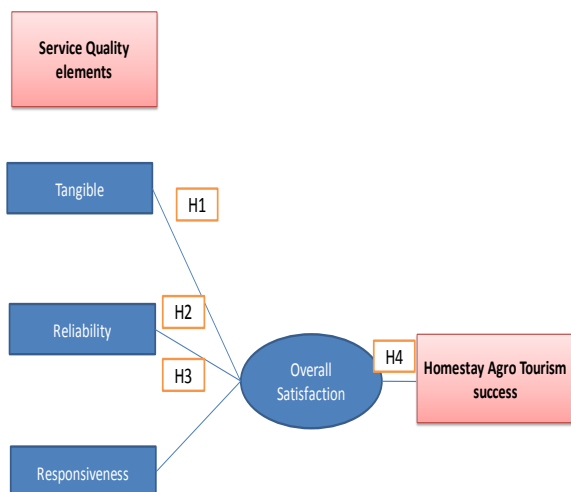 Service Quality
elements
Tangible
H1
H2
Reliability
H3
H4
Overall
Satisfaction
Homestay Agro Tourism
success
Responsiveness